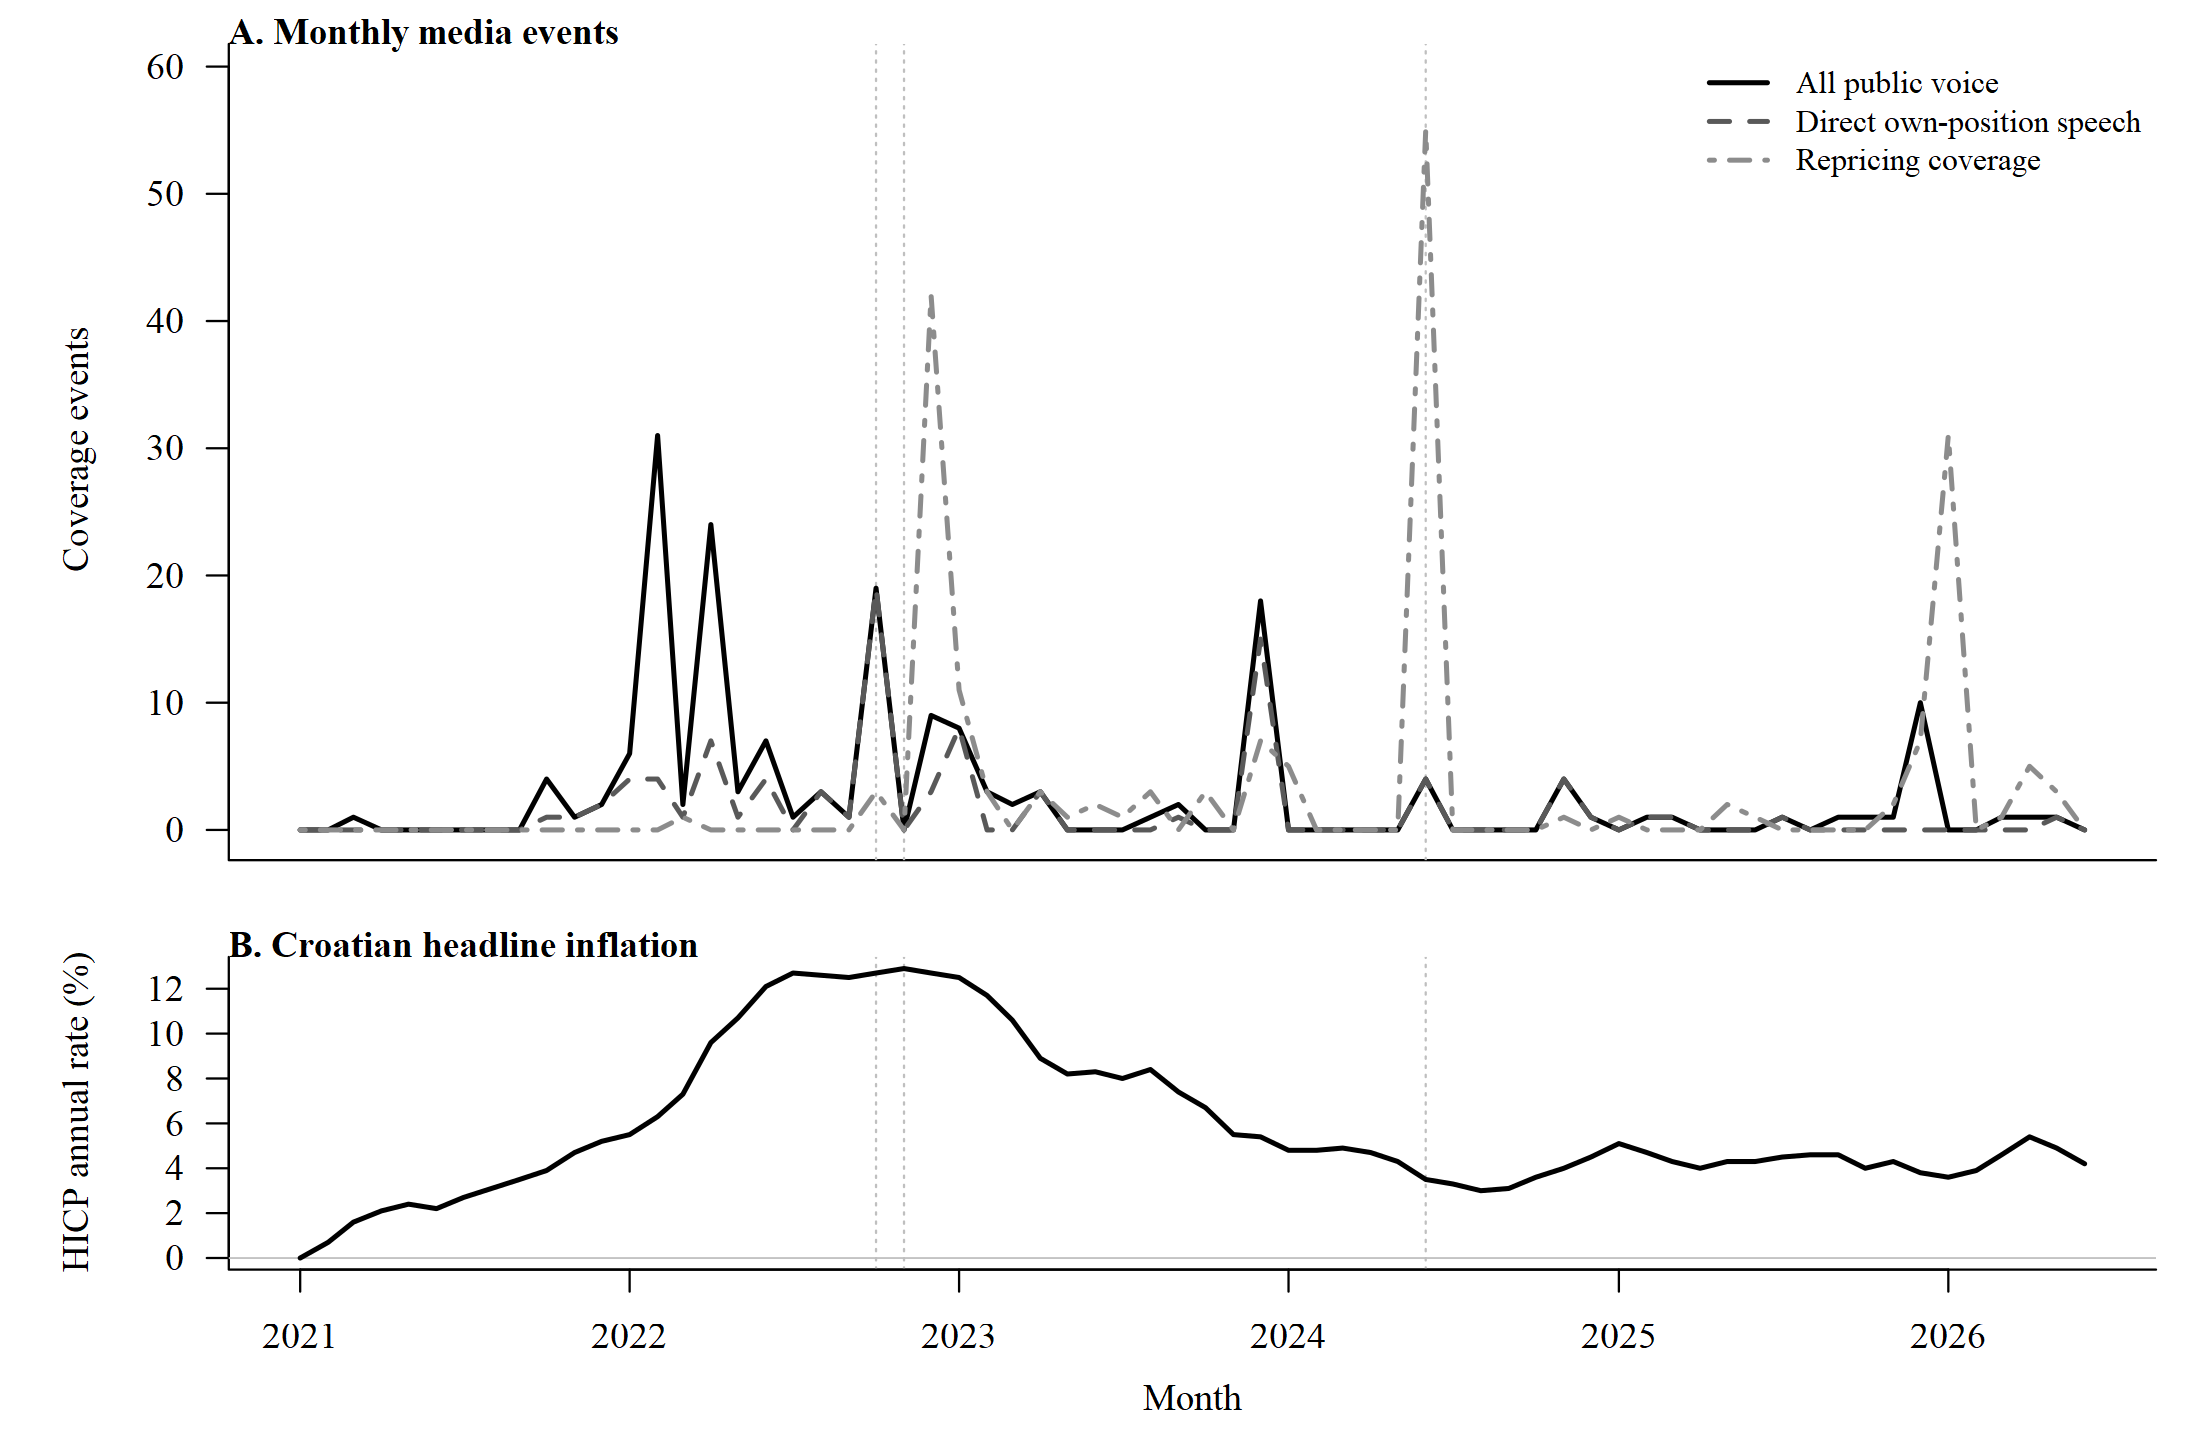 A. Monthly media events
60
50
40
30
20
10
0
Coverage events
All public voice
Direct own-position speech
Repricing coverage
B. Croatian headline inflation
12
10
8
6
4
2
0
HICP annual rate (%)
2021
2022
2023
2024
2025
2026
Month